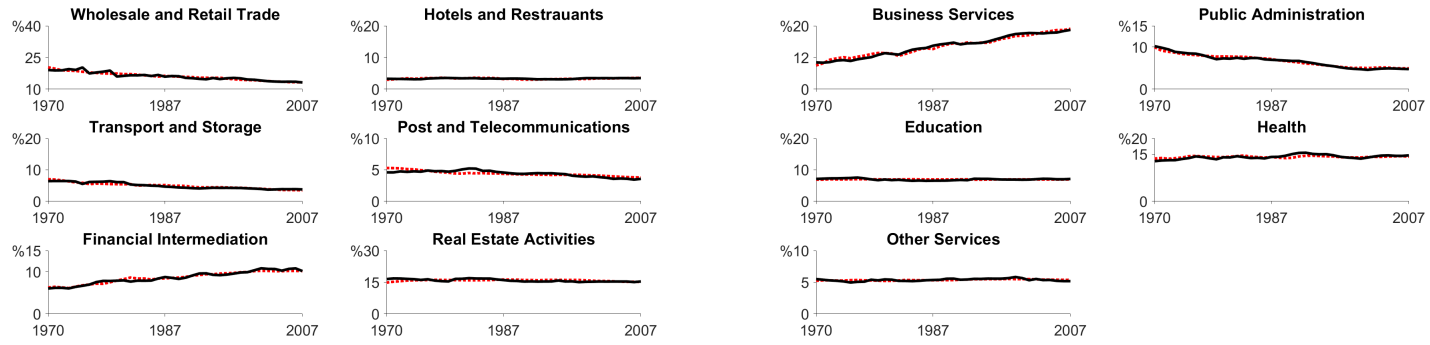 Wholesale and Retail Trade
%40
25
10
1970 1987 2007
Hotels and Restrauants
%20
10
0
1970 1987 2007
Business Services
%20
12
0
1970 1987 2007
Public Administration
%15
10
0
1970 1987 2007
Transport and Storage
%20
10
0
1970 1987 2007
Post and Telecommunications
%10
5
0
1970 1987 2007
Education
%20
10
0
1970 1987 2007
Health
%20
15
0
1970 1987 2007
Financial Intermediation
%15
10
0
1970 1987 2007
Real Estate Activities
%30
15
0
1970 1987 2007
Other Services
%10
5
0
1970 1987 2007